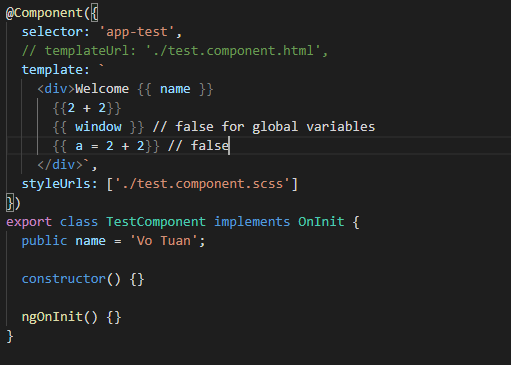 @Component({
  selector: 'app-test',
  // templateUrl: './test.component.html',
  template: `
    <div>Welcome {{ name }}
      {{2 + 2}}
      {{ window }} // false for global variables
      {{ a = 2 + 2}} // false
    </div>`,
  styleUrls: ['./test.component.scss']
})
export class TestComponent implements OnInit {
  public name = 'Vo Tuan';

  constructor() {}

  ngOnInit() {}
}